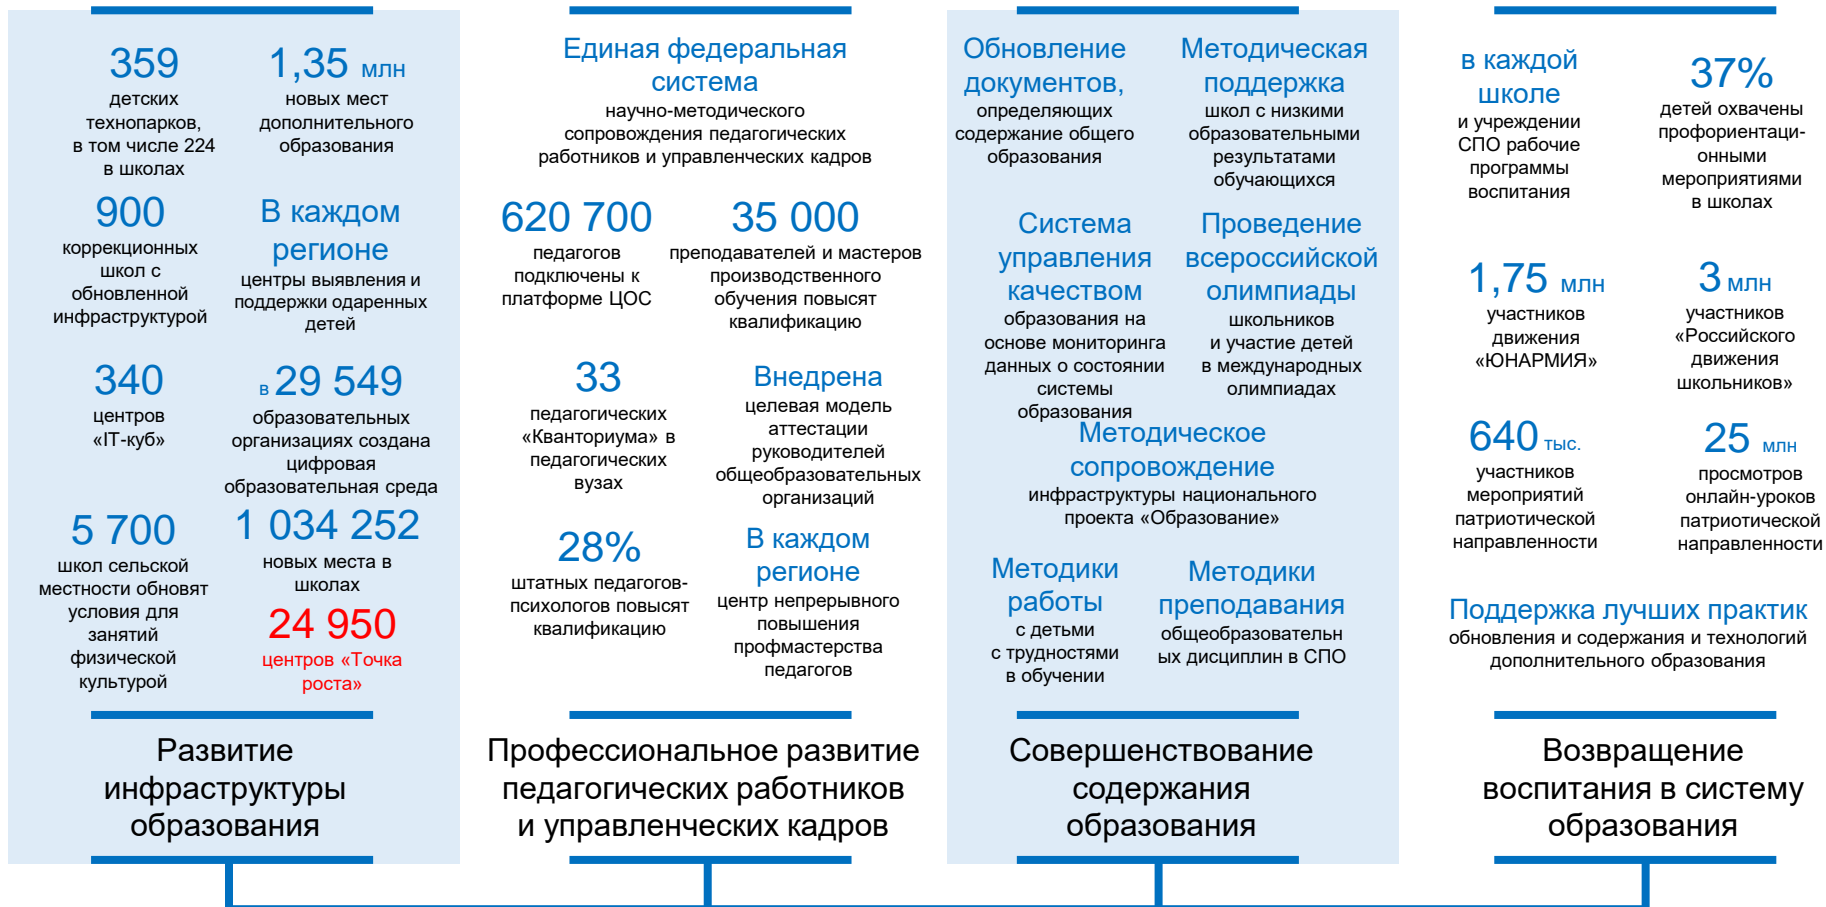 359
детских
технопарков,
в том числе 224
в школах
1,35 млн
новых мест
дополнительного
образования
900
коррекционных
школ с
обновленной
инфраструктурой
В каждом
регионе
центры выявления и
поддержки одаренных
детей
340
центров
«IT-куб»
в 29 549
образовательных
организациях создана
цифровая
образовательная среда
5 700
школ сельской
местности обновят
условия для
занятий
физической
культурой
1 034 252
новых места в
школах
24 950
центров «Точка
роста»
Развитие
инфраструктуры
образования
Единая федеральная
система
научно-методического
сопровождения педагогических
работников и управленческих кадров
620 700
педагогов
подключены к
платформе ЦОС
35 000
преподавателей и мастеров
производственного
обучения повысят
квалификацию
33
педагогических
«Кванториума» в
педагогических
вузах
Внедрена
целевая модель
аттестации
руководителей
общеобразовательных
организаций
28%
штатных педагогов-
психологов повысят
квалификацию
В каждом
регионе
центр непрерывного
повышения
профмастерства
педагогов
Профессиональное развитие
педагогических работников
и управленческих кадров
Обновление
документов,
определяющих
содержание общего
образования
Методическая
поддержка
школ с низкими
образовательными
результатами
обучающихся
Система
управления
качеством
образования на
основе мониторинга
данных о состоянии
системы
образования
Проведение
всероссийской
олимпиады
школьников
и участие детей
в международных
олимпиадах
Методическое
сопровождение
инфраструктуры национального
проекта «Образование»
Методики
работы
с детьми
с трудностями
в обучении
Методики
преподавания
общеобразовательн
ых дисциплин в СПО
Совершенствование
содержания
образования
в каждой
школе
и учреждении
СПО рабочие
программы
воспитания
37%
детей охвачены
профориентаци-
онными
мероприятиями
в школах
1,75 млн
участников
движения
«ЮНАРМИЯ»
3 млн
участников
«Российского
движения
школьников»
640 тыс.
участников
мероприятий
патриотической
направленности
25 млн
просмотров
онлайн-уроков
патриотической
направленности
Поддержка лучших практик
обновления и содержания и технологий
дополнительного образования
Возвращение
воспитания в систему
образования